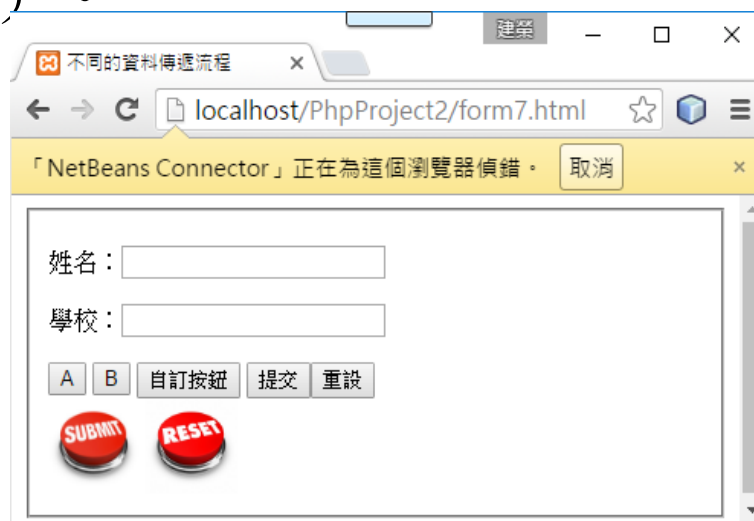 建榮
不同的資料傳遞流程
localhost/PhpProject2/form7.html
「NetBeans Connector」正在為這個瀏覽器偵錯。 取消
姓名：
學校：
A B 自訂按鈕 提交 重設
SUBMIT RESET